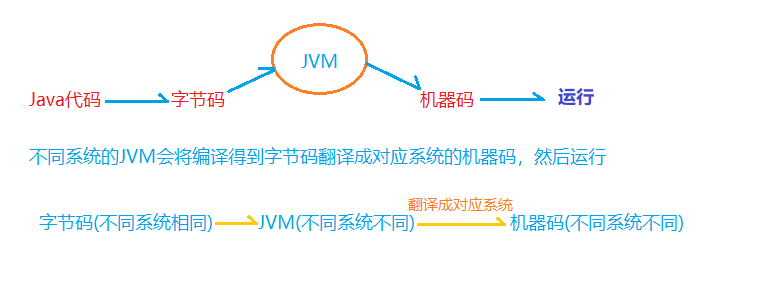 JVM
Java代码 字节码 机器码 运行
不同系统的JVM会将编译得到字节码翻译成对应系统的机器码，然后运行
翻译成对应系统
字节码(不同系统相同) JVM(不同系统不同) 机器码(不同系统不同)